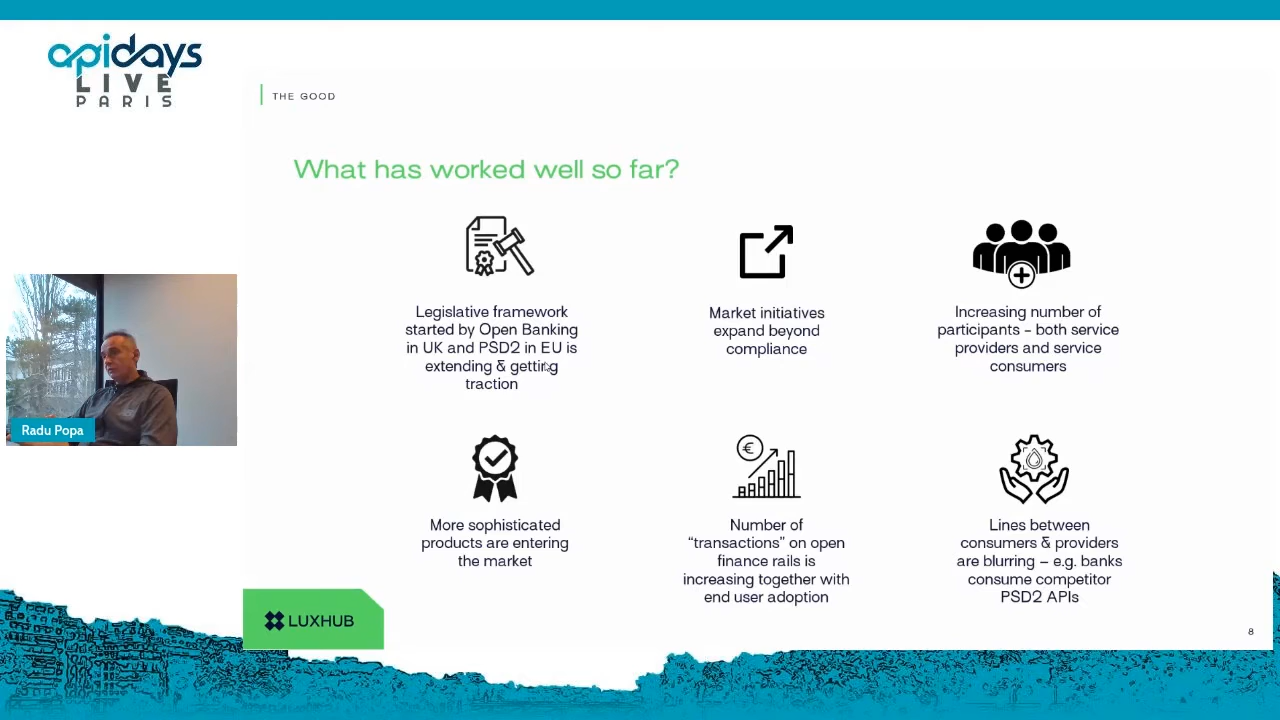 apidays
LIVE
PARIS
THE GOOD
What has worked well so far?
Legislative framework
started by Open Banking
in UK and PSD2 in EU is
extending & getting
traction
Market initiatives
expand beyond
compliance
Increasing number of
participants – both service
providers and service
consumers
Radu Popa
€
More sophisticated
products are entering
the market
Number of
“transactions” on open
finance rails is
increasing together with
end user adoption
Lines between
consumers & providers
are blurring – e.g. banks
consume competitor
PSD2 APIs
LUXHUB
8